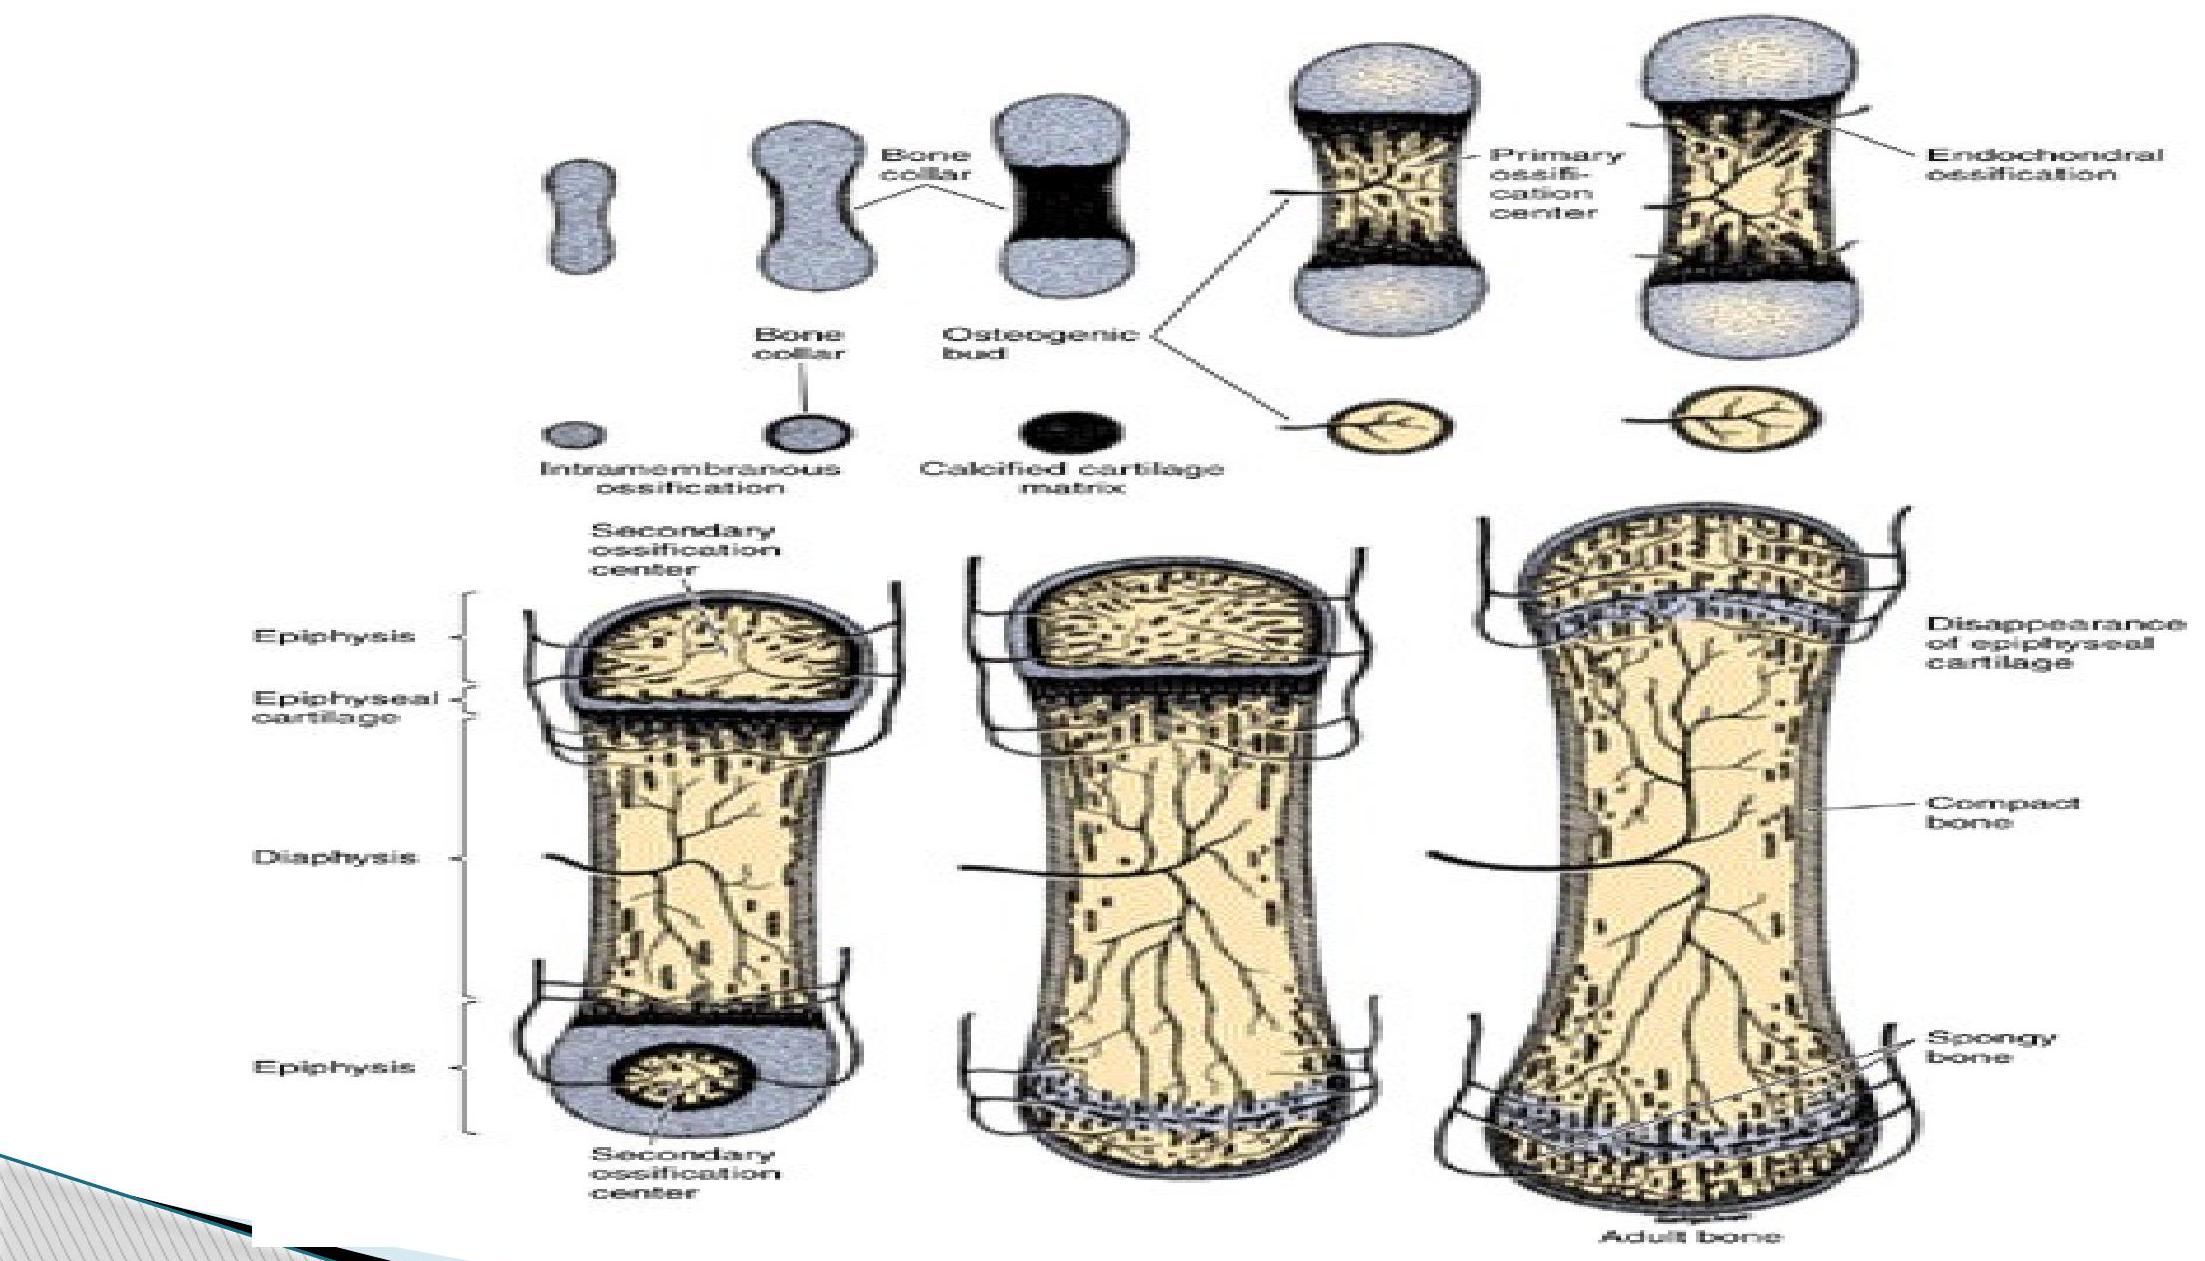 Bone
collar
Primary
ossifi-
cation
center
Endochondral
ossification
Bone
collar
Osteogenic
bud
Intramembranous
ossification
Calcified cartilage
matrix
Secondary
ossification
center
Epiphysis
Epiphyseal
cartilage
Diaphysis
Epiphysis
Secondary
ossification
center
Disappearance
of epiphyseal
cartilage
Compact
bone
Spongy
bone
Adult bone